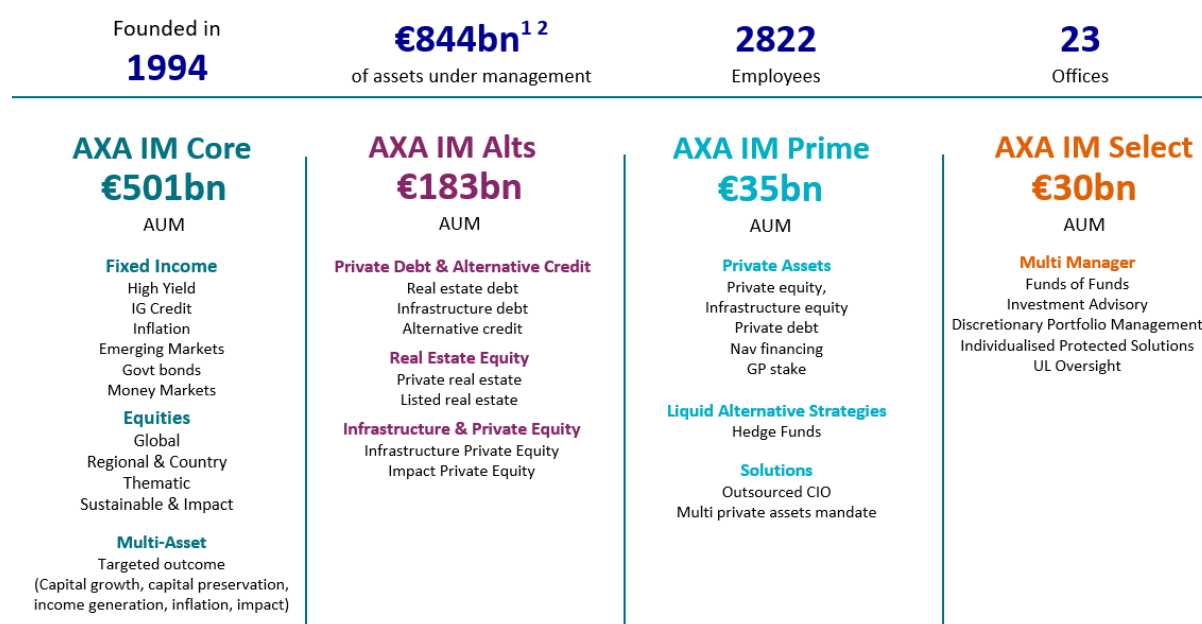 Founded in
1994
€844bn¹ ²
of assets under management
2822
Employees
23
Offices
AXA IM Core
€501bn
AUM
Fixed Income
High Yield
IG Credit
Inflation
Emerging Markets
Govt bonds
Money Markets
Equities
Global
Regional & Country
Thematic
Sustainable & Impact
Multi-Asset
Targeted outcome
(Capital growth, capital preservation,
income generation, inflation, impact)
AXA IM Alts
€183bn
AUM
Private Debt & Alternative Credit
Real estate debt
Infrastructure debt
Alternative credit
Real Estate Equity
Private real estate
Listed real estate
Infrastructure & Private Equity
Infrastructure Private Equity
Impact Private Equity
AXA IM Prime
€35bn
AUM
Private Assets
Private equity,
Infrastructure equity
Private debt
Nav financing
GP stake
Liquid Alternative Strategies
Hedge Funds
Solutions
Outsourced CIO
Multi private assets mandate
AXA IM Select
€30bn
AUM
Multi Manager
Funds of Funds
Investment Advisory
Discretionary Portfolio Management
Individualised Protected Solutions
UL Oversight